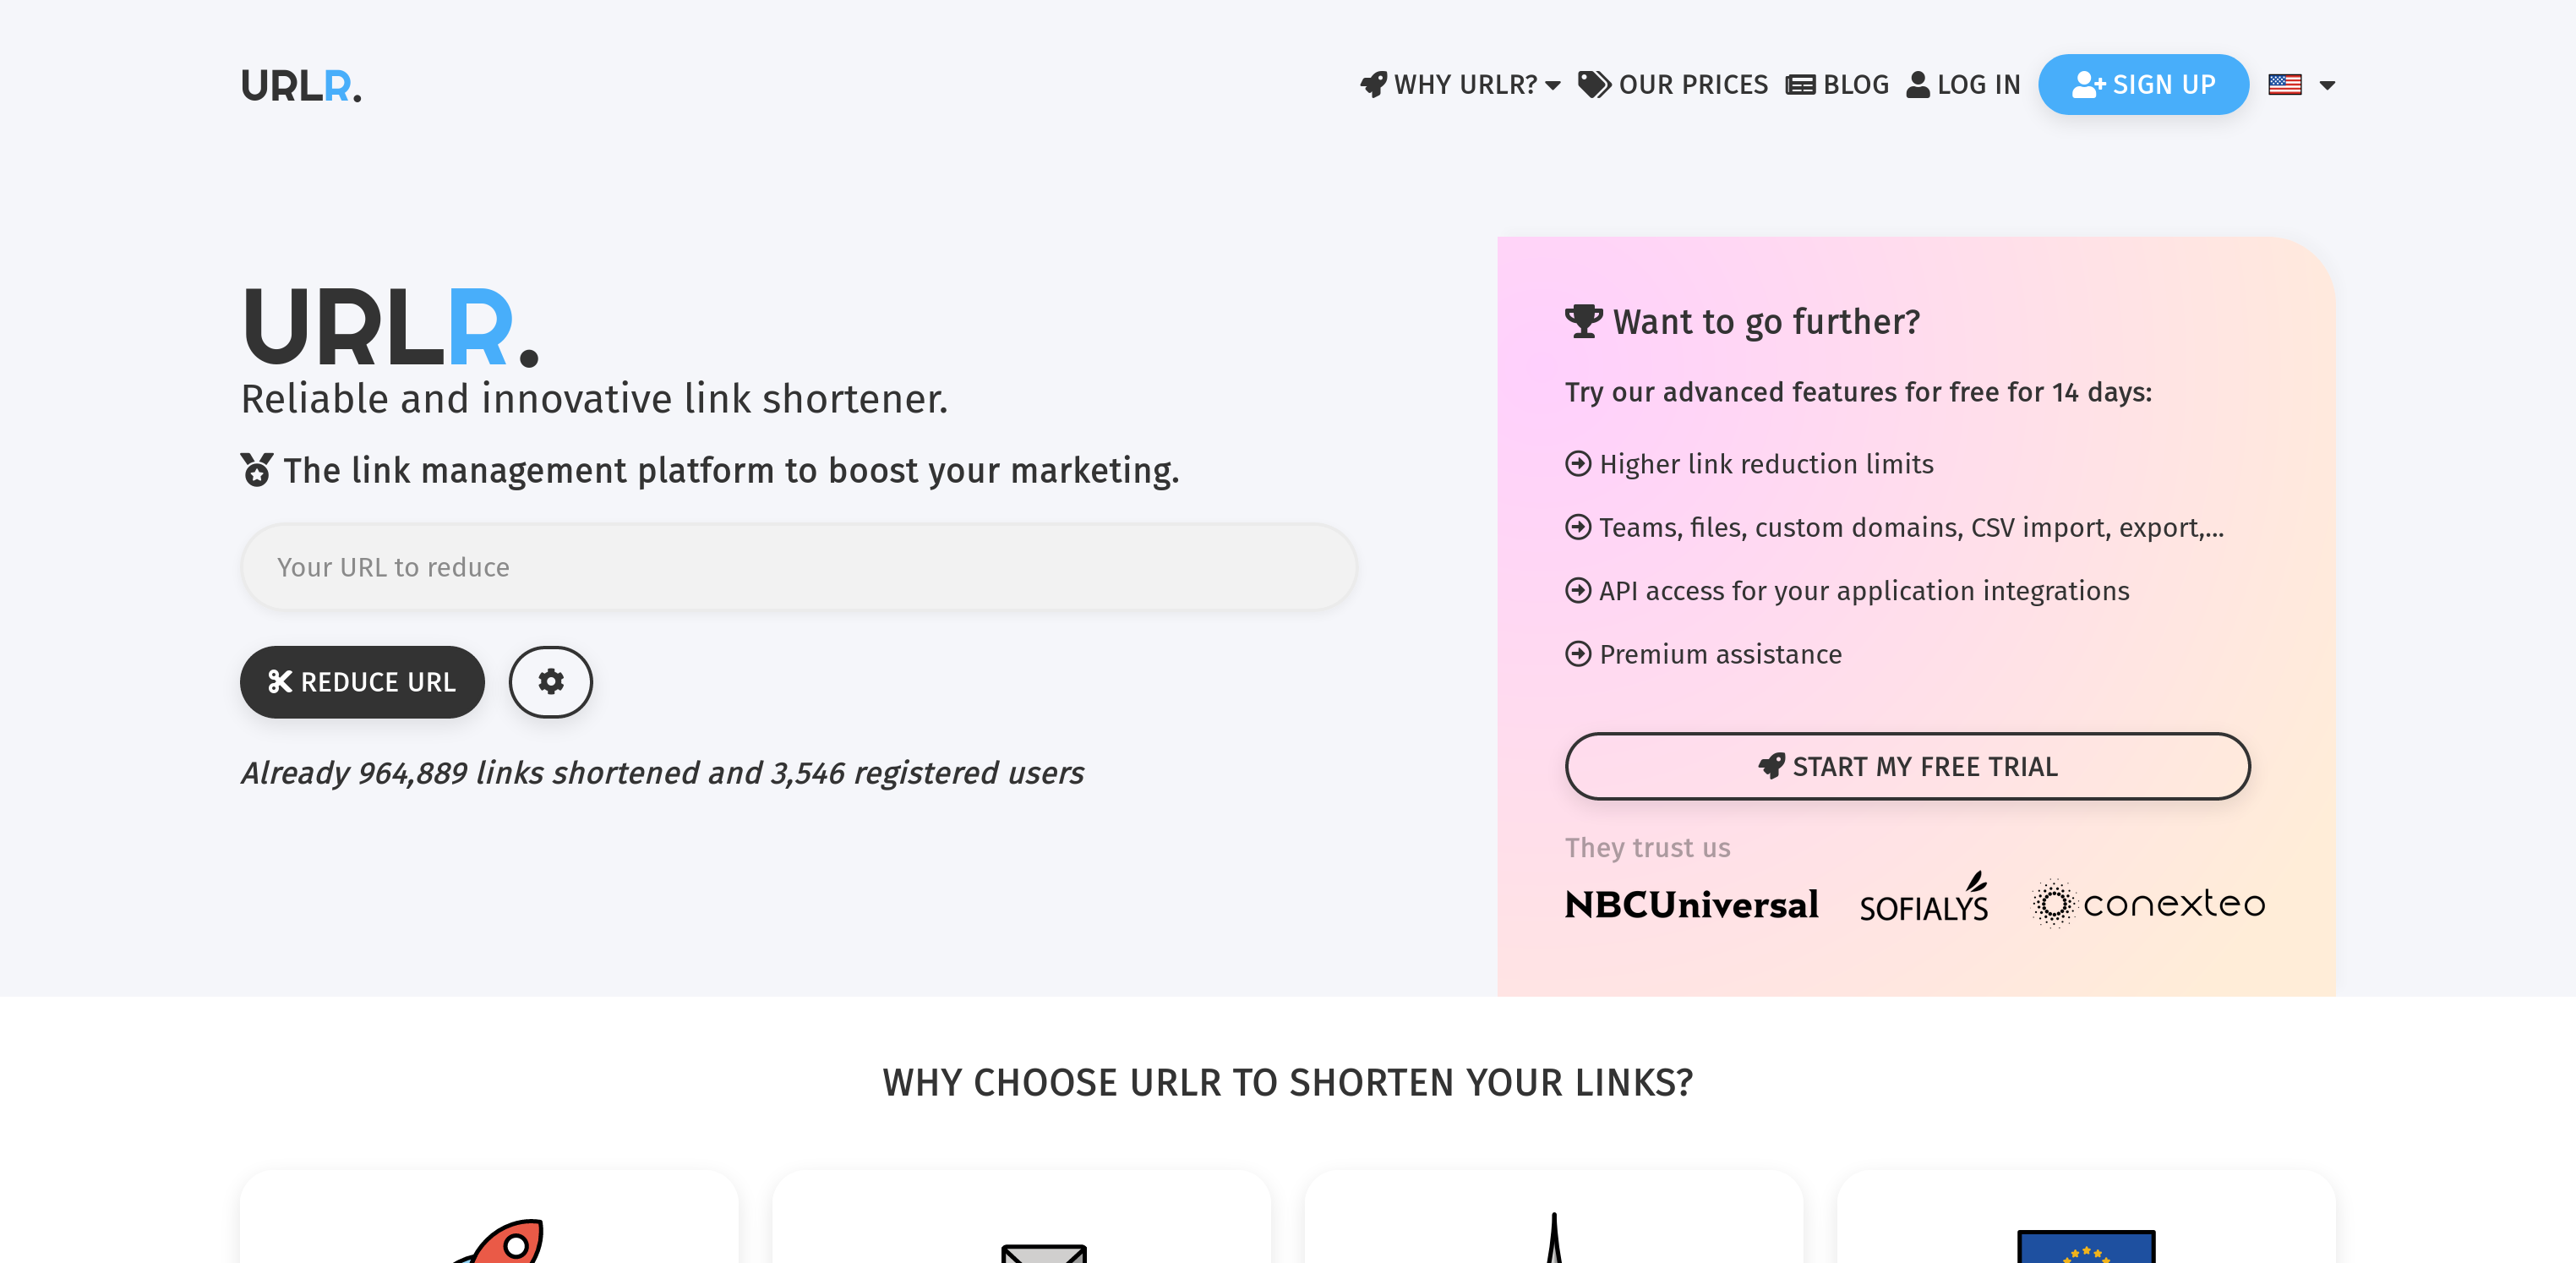 URLR.
WHY URLR?
OUR PRICES
BLOG
LOG IN
SIGN UP
URLR.
Reliable and innovative link shortener.
The link management platform to boost your marketing.
Your URL to reduce
REDUCE URL
Already 964,889 links shortened and 3,546 registered users
Want to go further?
Try our advanced features for free for 14 days:
Higher link reduction limits
Teams, files, custom domains, CSV import, export,...
API access for your application integrations
Premium assistance
START MY FREE TRIAL
They trust us
NBCUniversal
SOFIALYS
conexteo
WHY CHOOSE URLR TO SHORTEN YOUR LINKS?